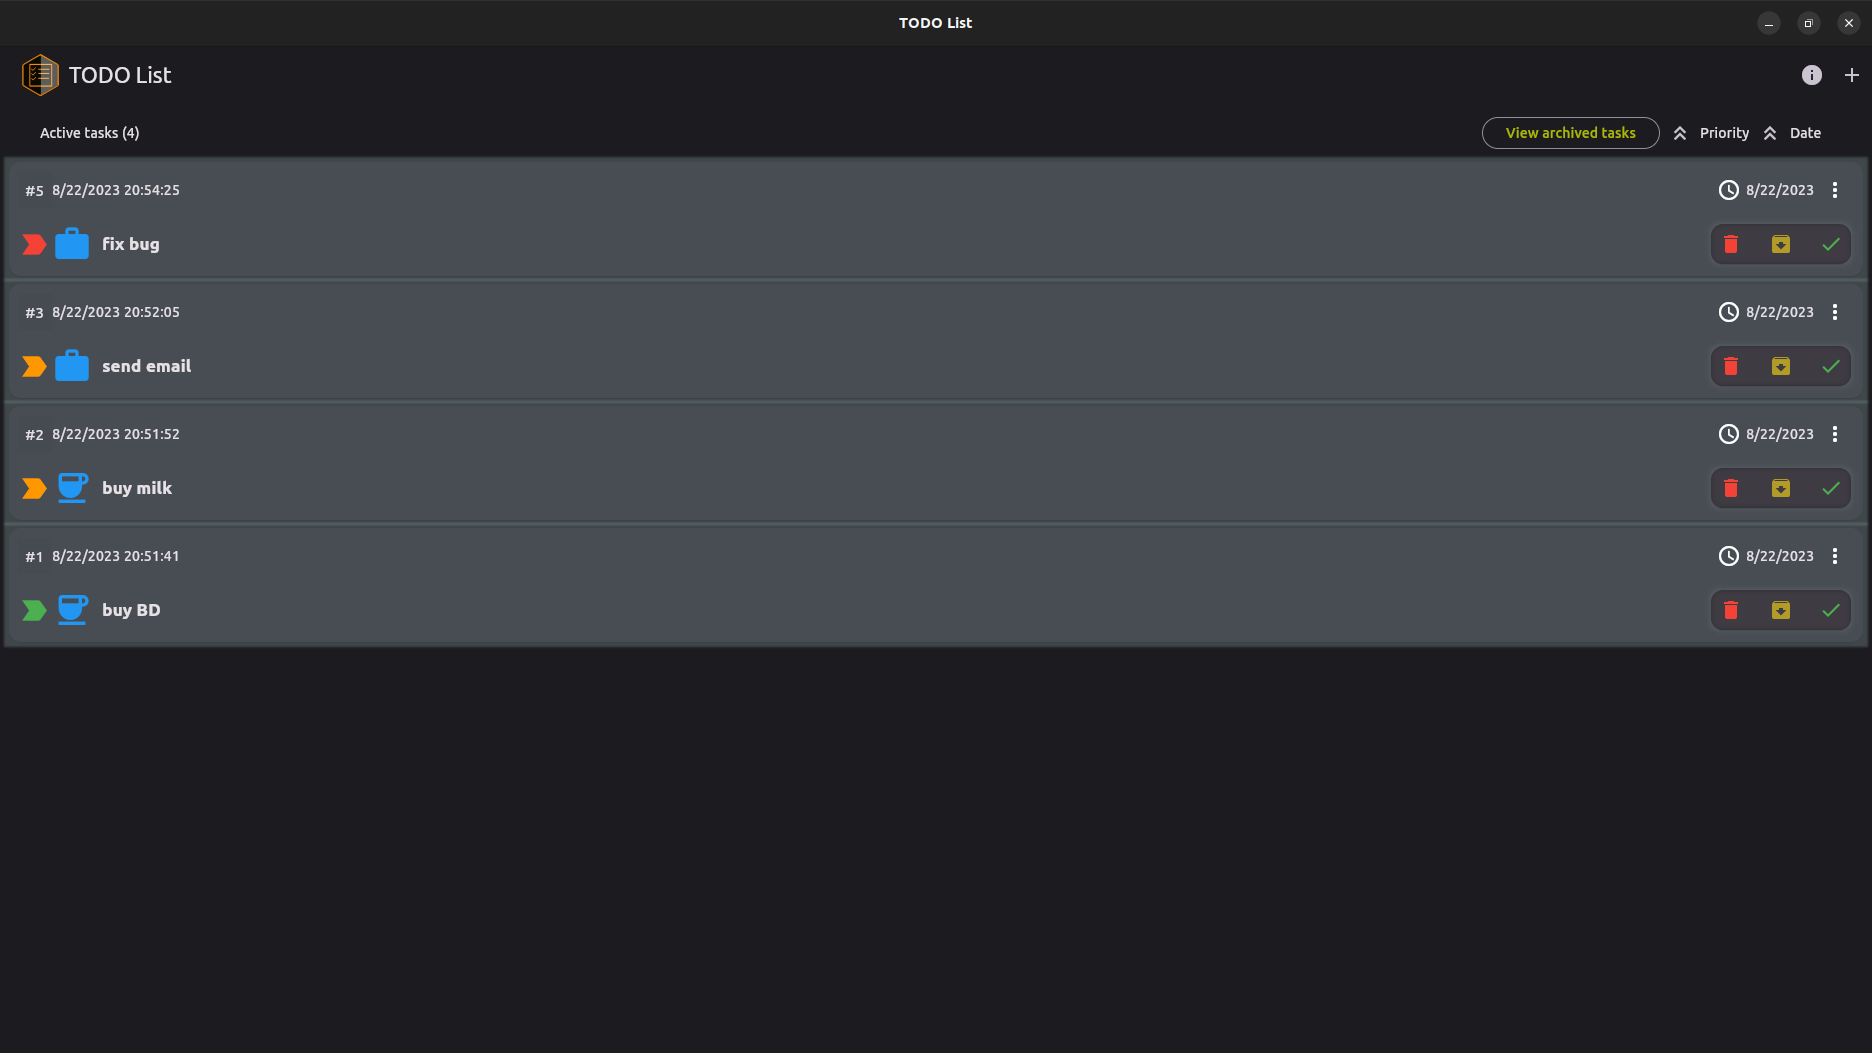 TODO List
TODO List
Active tasks (4)
View archived tasks
Priority
Date
#5 8/22/2023 20:54:25
8/22/2023
fix bug
#3 8/22/2023 20:52:05
8/22/2023
send email
#2 8/22/2023 20:51:52
8/22/2023
buy milk
#1 8/22/2023 20:51:41
8/22/2023
buy BD